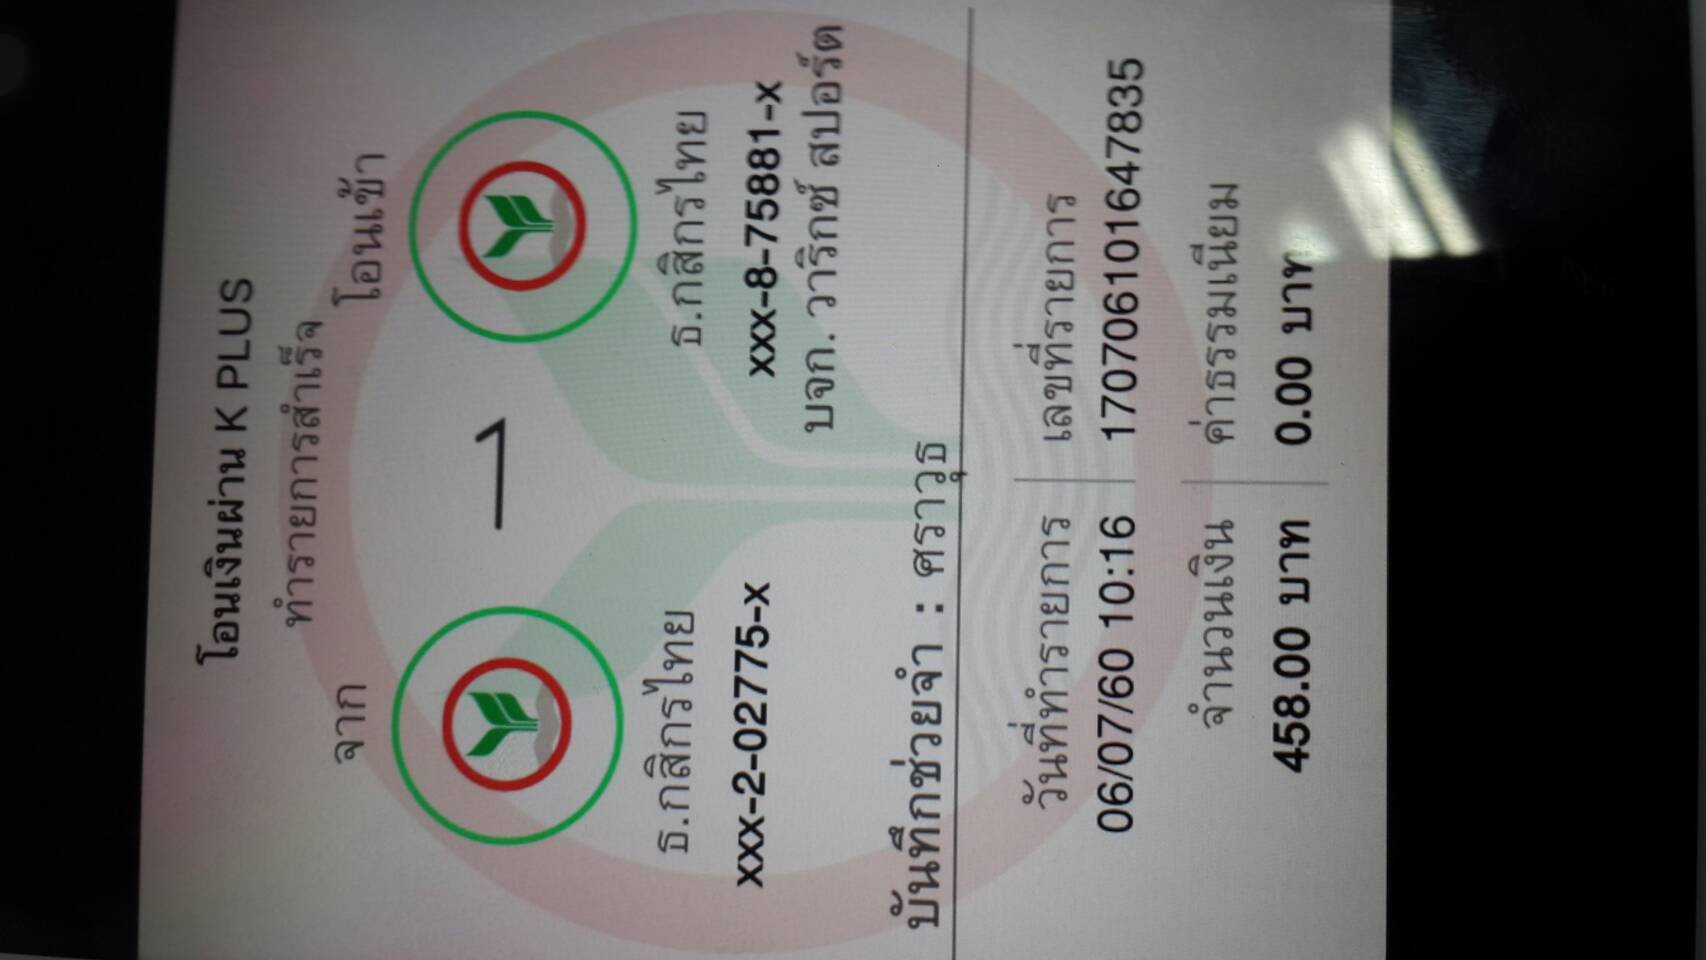 โอนเงินผ่าน K PLUS
ทำรายการสำเร็จ
จาก
โอนเข้า
ธ.กสิกรไทย
xxx-2-02775-x
ธ.กสิกรไทย
xxx-8-75881-x
บจก. วาริกซ์ สปอร์ต
บันทึกช่วยจำ : ศราวุธ
วันที่ทำรายการ
06/07/60 10:16
เลขที่รายการ
1707061010164​7835
จำนวนเงิน
458.00 บาท
ค่าธรรมเนียม
0.00 บาท